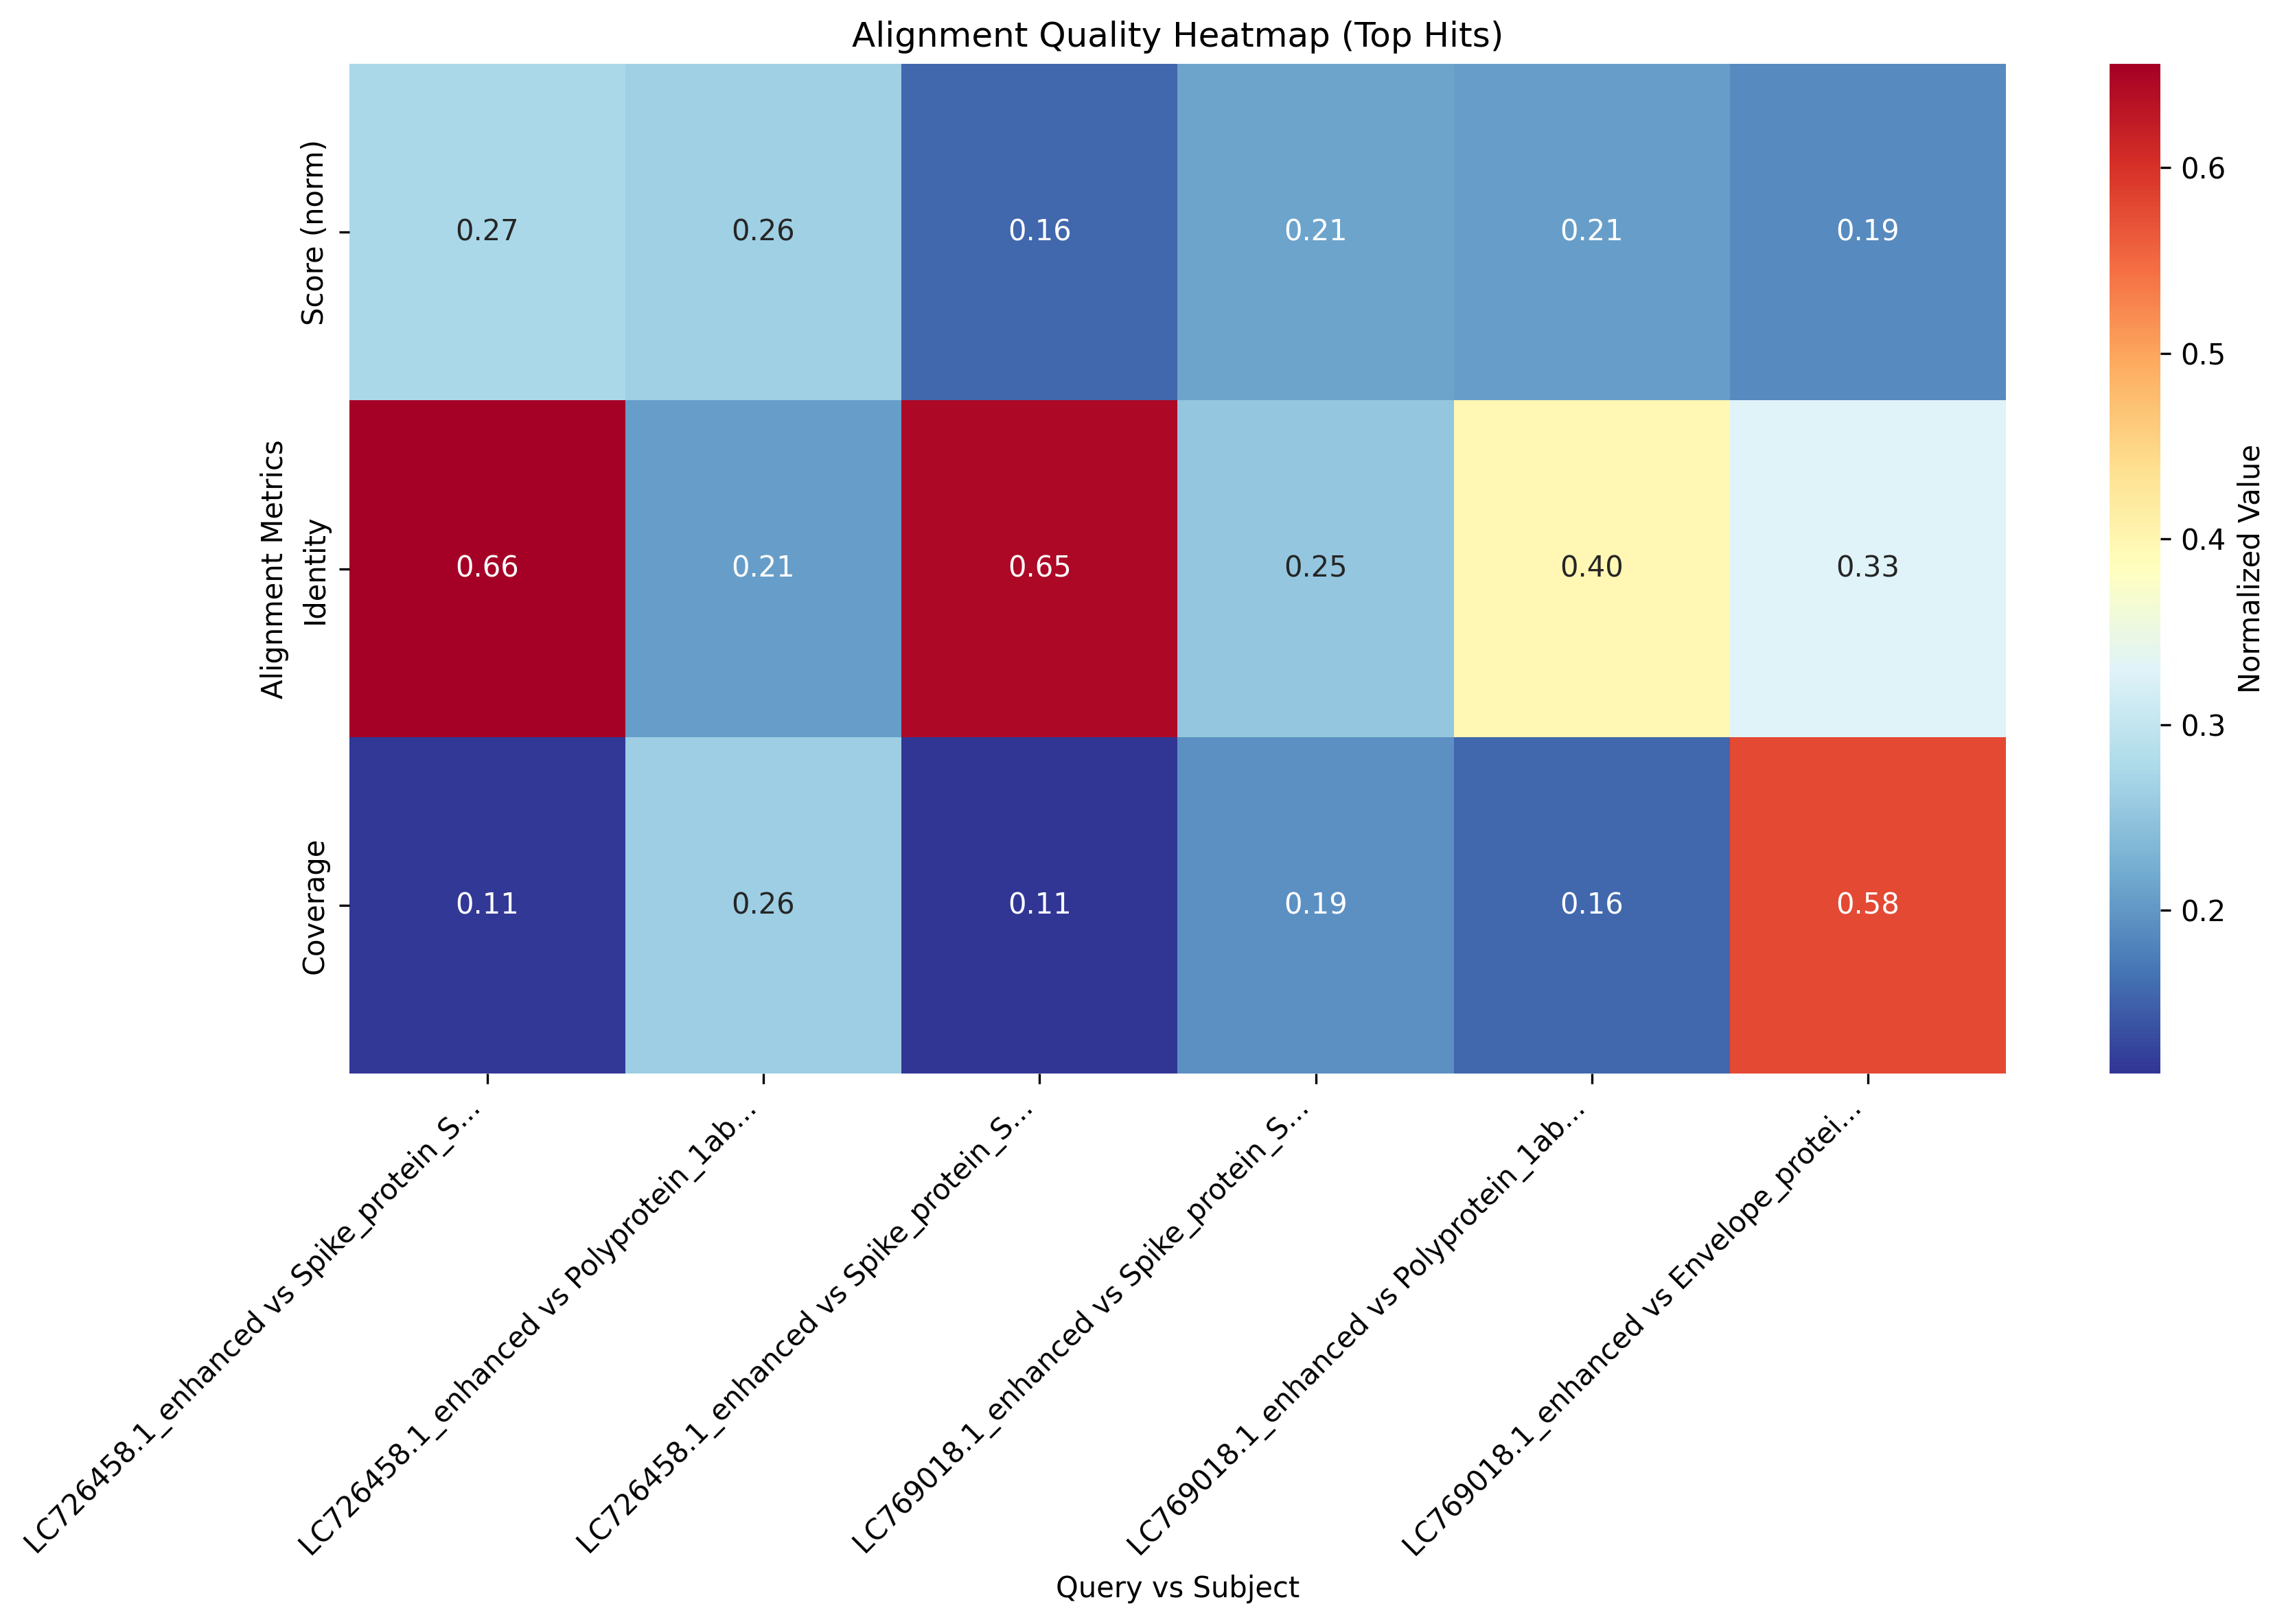 Alignment Quality Heatmap (Top Hits)
Alignment Metrics
Score (norm)
0.27 0.26 0.16 0.21 0.21 0.19
Identity
0.66 0.21 0.65 0.25 0.40 0.33
Coverage
0.11 0.26 0.11 0.19 0.16 0.58
LC726458.1_enhanced vs Spike_protein_S...
LC726458.1_enhanced vs Polyprotein_1ab...
LC726458.1_enhanced vs Spike_protein_S...
LC769018.1_enhanced vs Spike_protein_S...
LC769018.1_enhanced vs Polyprotein_1ab...
LC769018.1_enhanced vs Envelope_protei...
Query vs Subject
0.6
0.5
0.4
0.3
0.2
Normalized Value